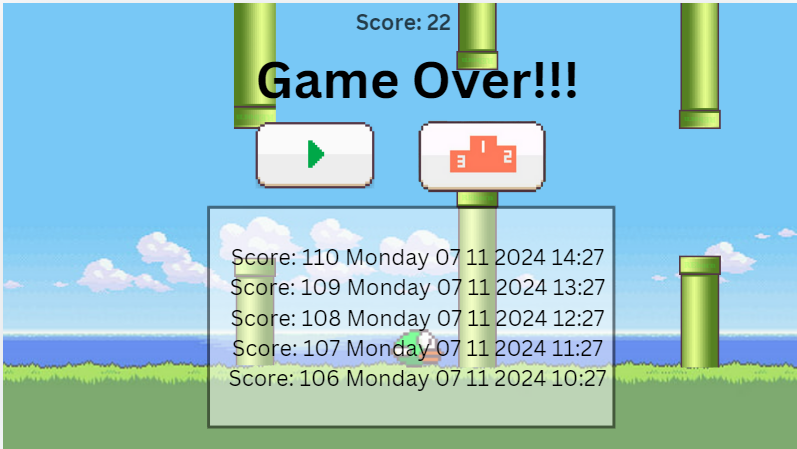 Score: 22
Game Over!!!
3 1 2
Score: 110 Monday 07 11 2024 14:27
Score: 109 Monday 07 11 2024 13:27
Score: 108 Monday 07 11 2024 12:27
Score: 107 Monday 07 11 2024 11:27
Score: 106 Monday 07 11 2024 10:27